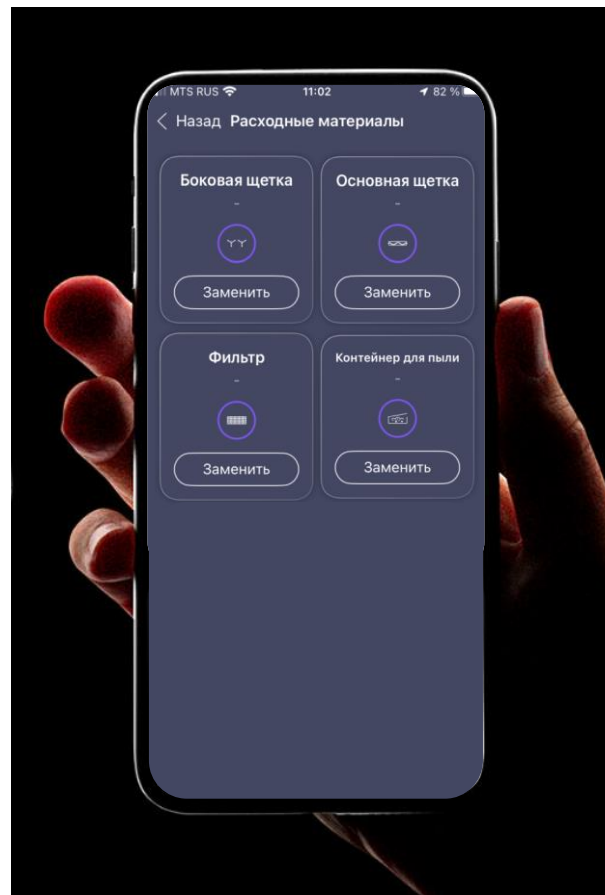 MTS RUS 11:02 82 %
Назад Расходные материалы
Боковая щетка
-
Заменить
Основная щетка
-
Заменить
Фильтр
-
Заменить
Контейнер для пыли
-
Заменить